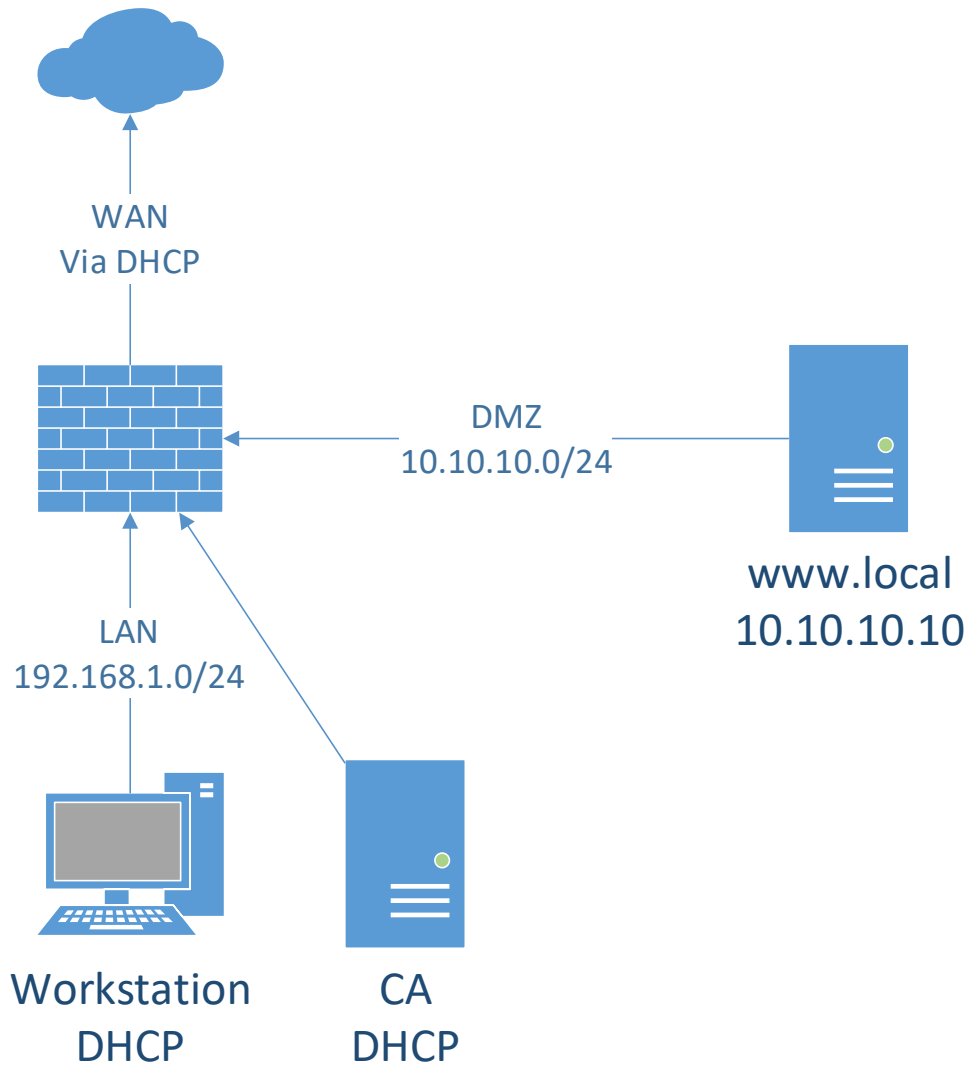 WAN
Via DHCP
DMZ
10.10.10.0/24
www.local
10.10.10.10
LAN
192.168.1.0/24
Workstation
DHCP
CA
DHCP